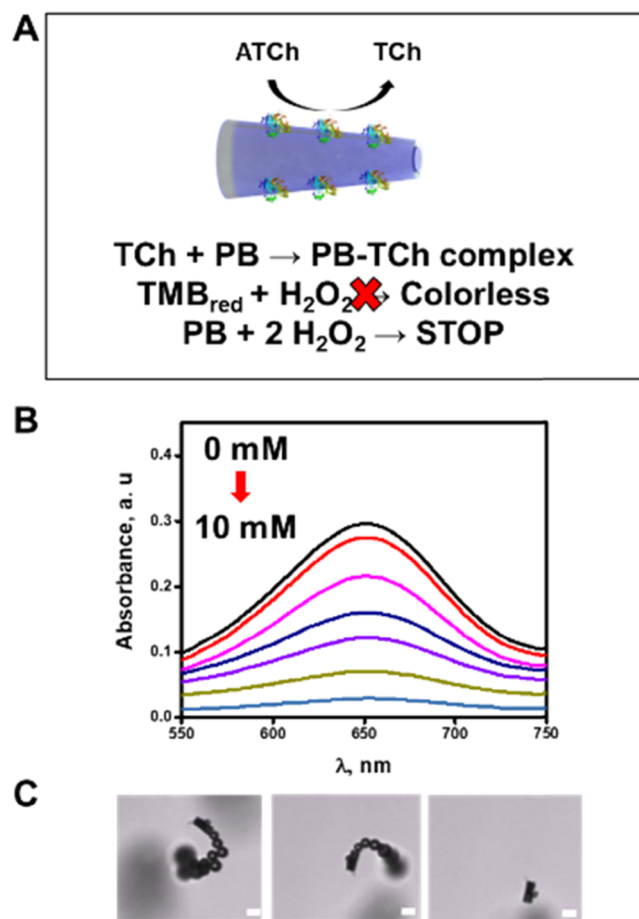 A
ATCh TCh
TCh + PB → PB-TCh complex
TMBred + H2O2 → Colorless
PB + 2 H2O2 → STOP
B
0 mM
10 mM
0.4
0.3
0.2
0.1
0.0
Absorbance, a. u
550 600 650 700 750
λ, nm
C